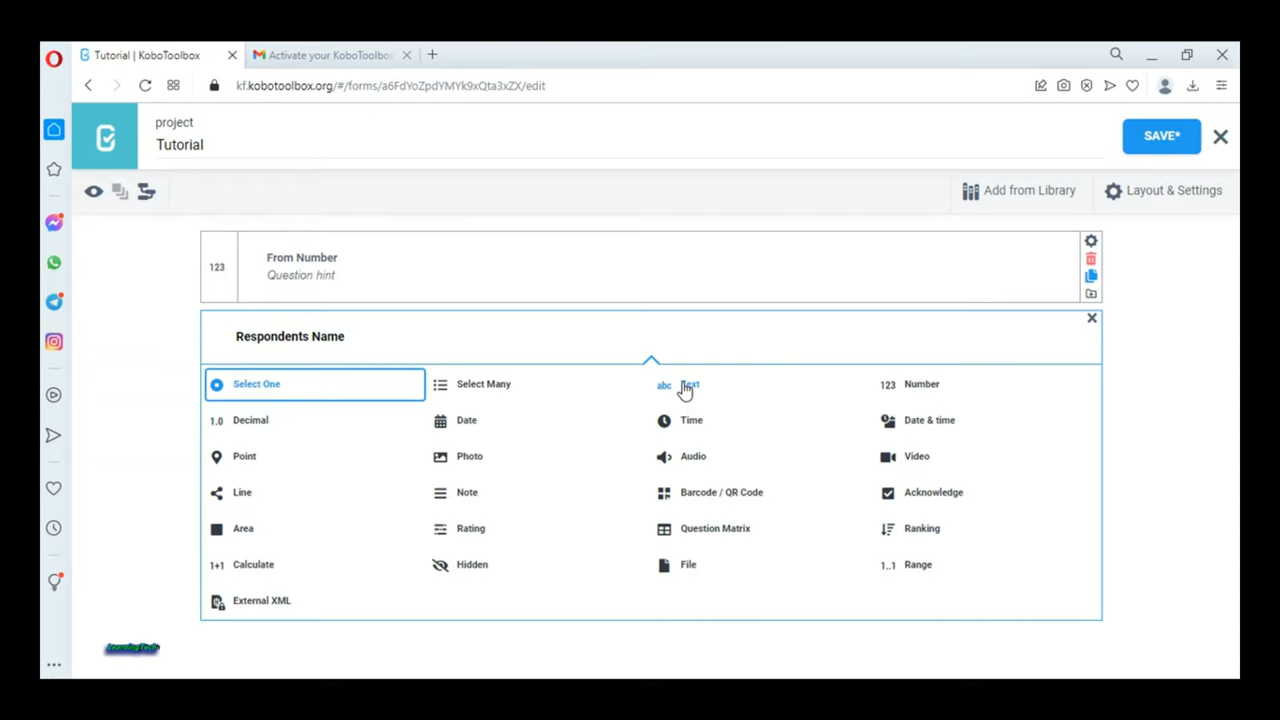 Tutorial | KoboToolbox
Activate your KoboToolbo
kf.kobotoolbox.org/#/forms/a6FdYoZpdYMYk9xQta3xZX/edit
project
Tutorial
SAVE*
Add from Library
Layout & Settings
123
From Number
Question hint
Respondents Name
Select One
Select Many
abc Text
123 Number
1.0 Decimal
Date
Time
Date & time
Point
Photo
Audio
Video
Line
Note
Barcode / QR Code
Acknowledge
Area
Rating
Question Matrix
Ranking
1+1 Calculate
Hidden
File
1..1 Range
External XML
LearningTech